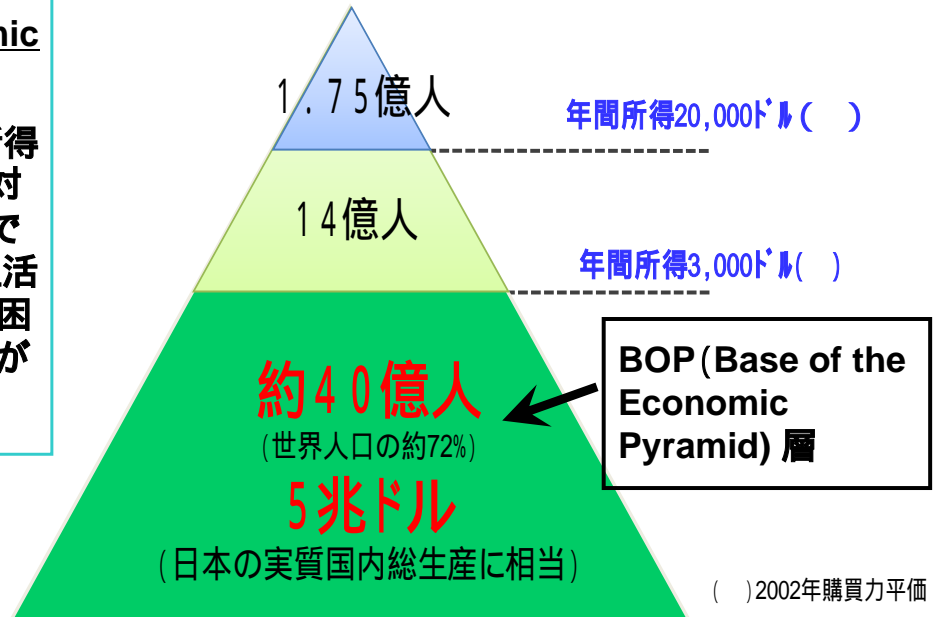 nic
得
対
で
活
困
が
1.75億人
年間所得20,000ドル(　)
14億人
年間所得3,000ドル(　)
約40億人
(世界人口の約72%)
5兆ドル
(日本の実質国内総生産に相当)
BOP(Base of the
Economic
Pyramid) 層
(　)2002年購買力平価